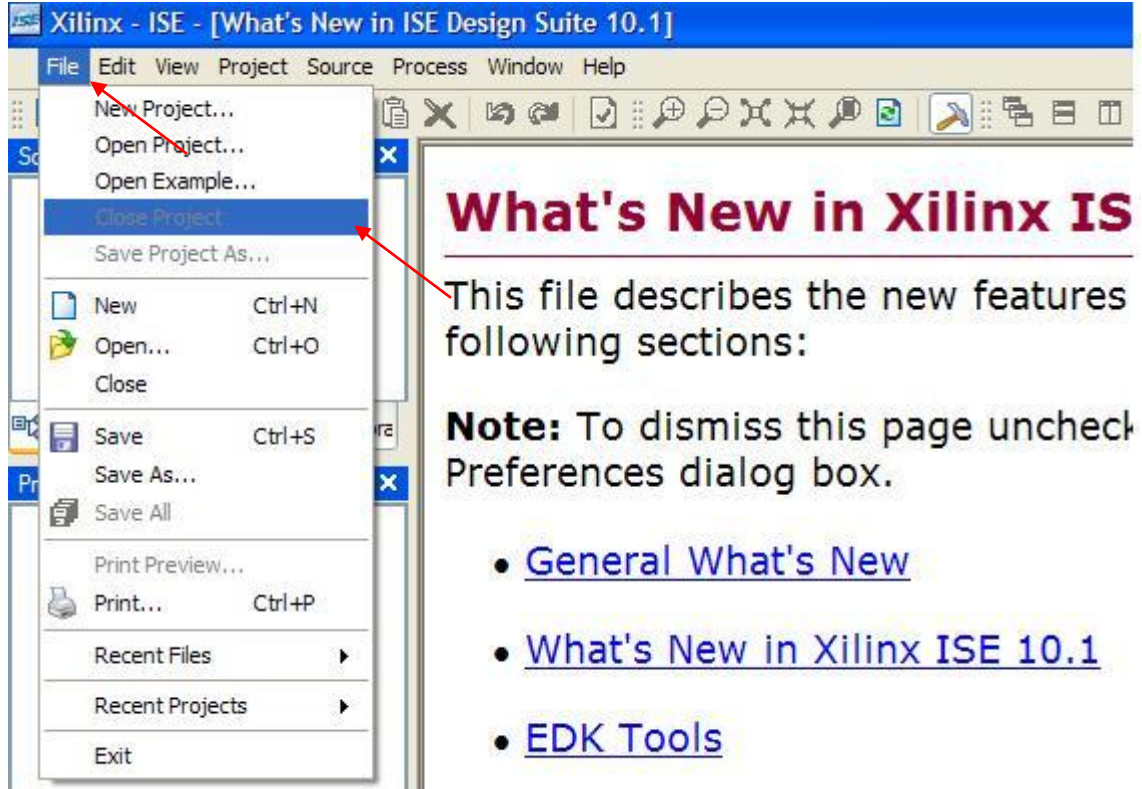 Xilinx - ISE - [What's New in ISE Design Suite 10.1]
File Edit View Project Source Process Window Help
New Project...
Open Project...
Open Example...
Close Project
Save Project As...
New Ctrl+N
Open... Ctrl+O
Close
Save Ctrl+S
Save As...
Save All
Print Preview...
Print... Ctrl+P
Recent Files
Recent Projects
Exit
What's New in Xilinx IS
This file describes the new features
following sections:
Note: To dismiss this page uncheck
Preferences dialog box.
General What's New
What's New in Xilinx ISE 10.1
EDK Tools